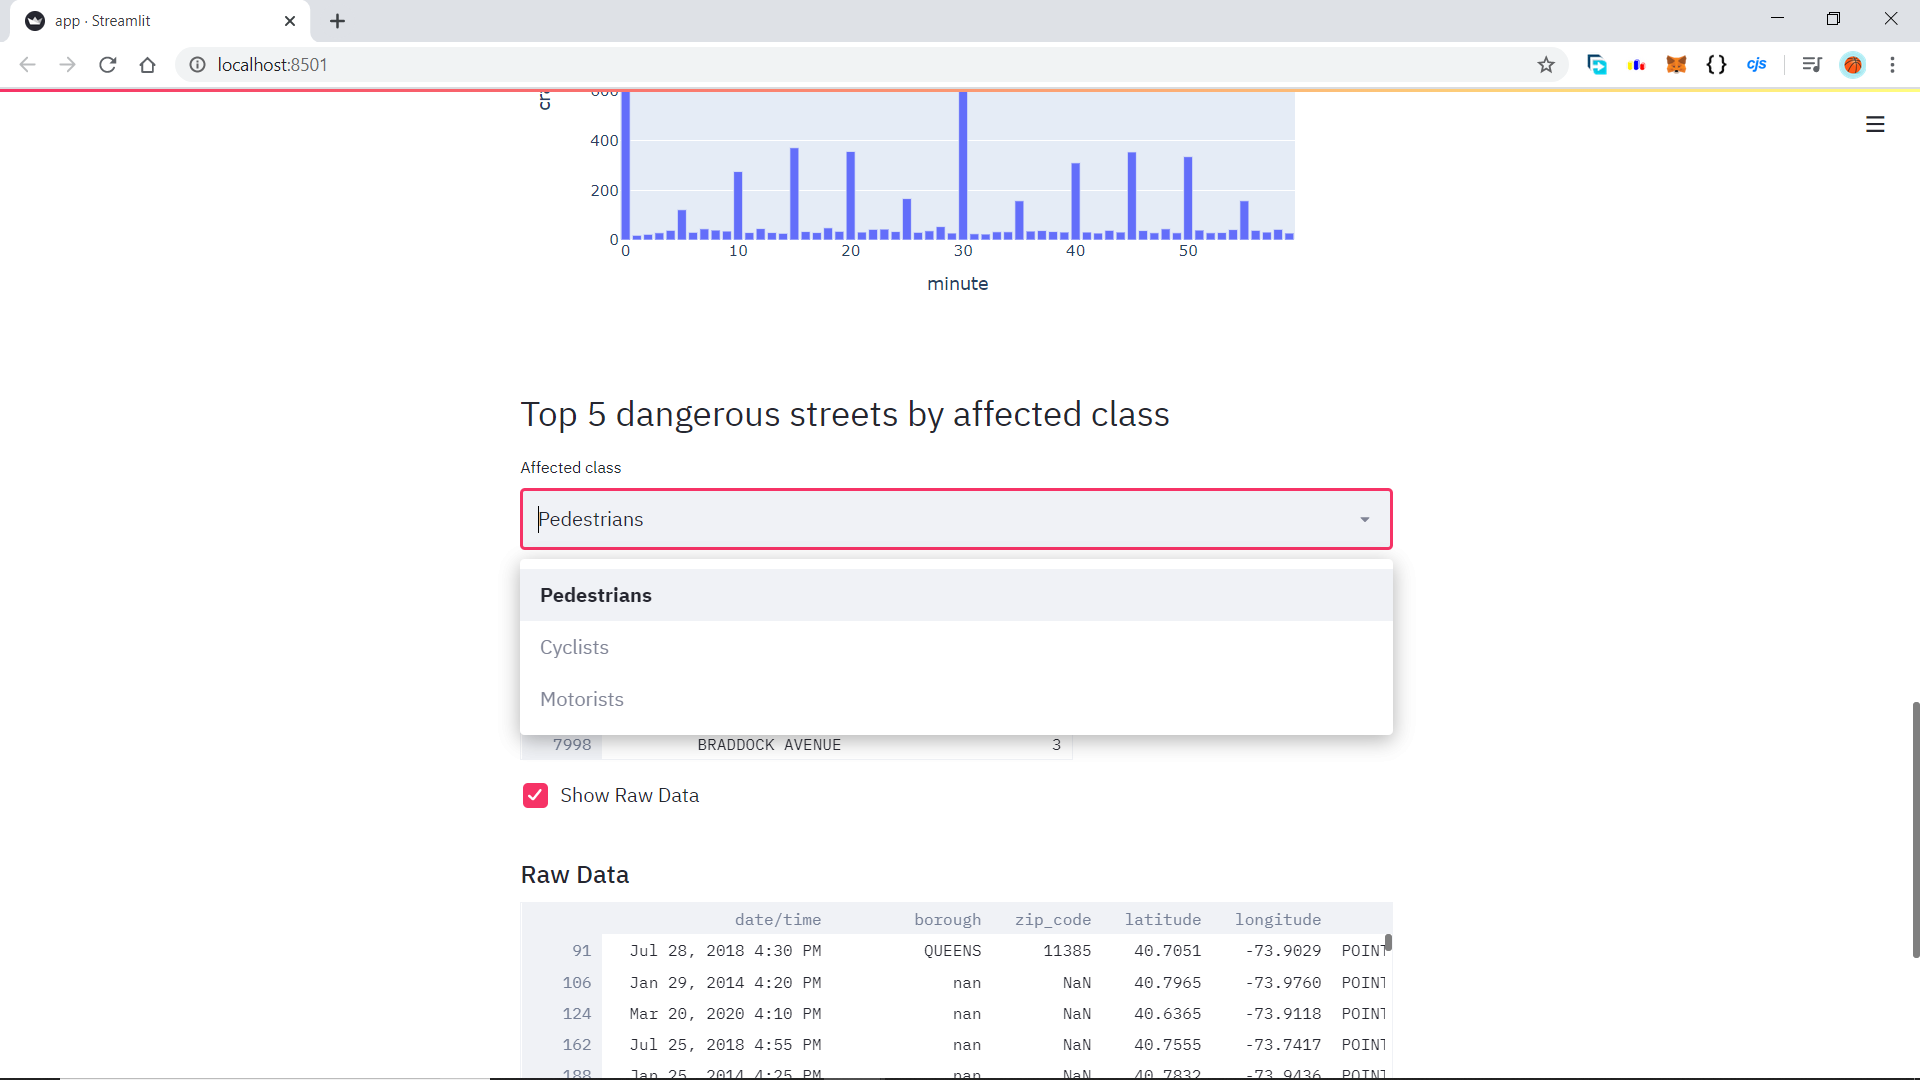 app · Streamlit
localhost:8501
cjs
600
400
200
0
0 10 20 30 40 50
minute
Top 5 dangerous streets by affected class
Affected class
Pedestrians
Pedestrians
Cyclists
Motorists
7998 BRADDOCK AVENUE 3
Show Raw Data
Raw Data
date/time borough zip_code latitude longitude
91 Jul 28, 2018 4:30 PM QUEENS 11385 40.7051 -73.9029 POINT
106 Jan 29, 2014 4:20 PM nan NaN 40.7965 -73.9760 POINT
124 Mar 20, 2020 4:10 PM nan NaN 40.6365 -73.9118 POINT
162 Jul 25, 2018 4:55 PM nan NaN 40.7555 -73.7417 POINT
188 Jan 25, 2014 4:25 PM nan NaN 40.7832 -73.9436 POINT